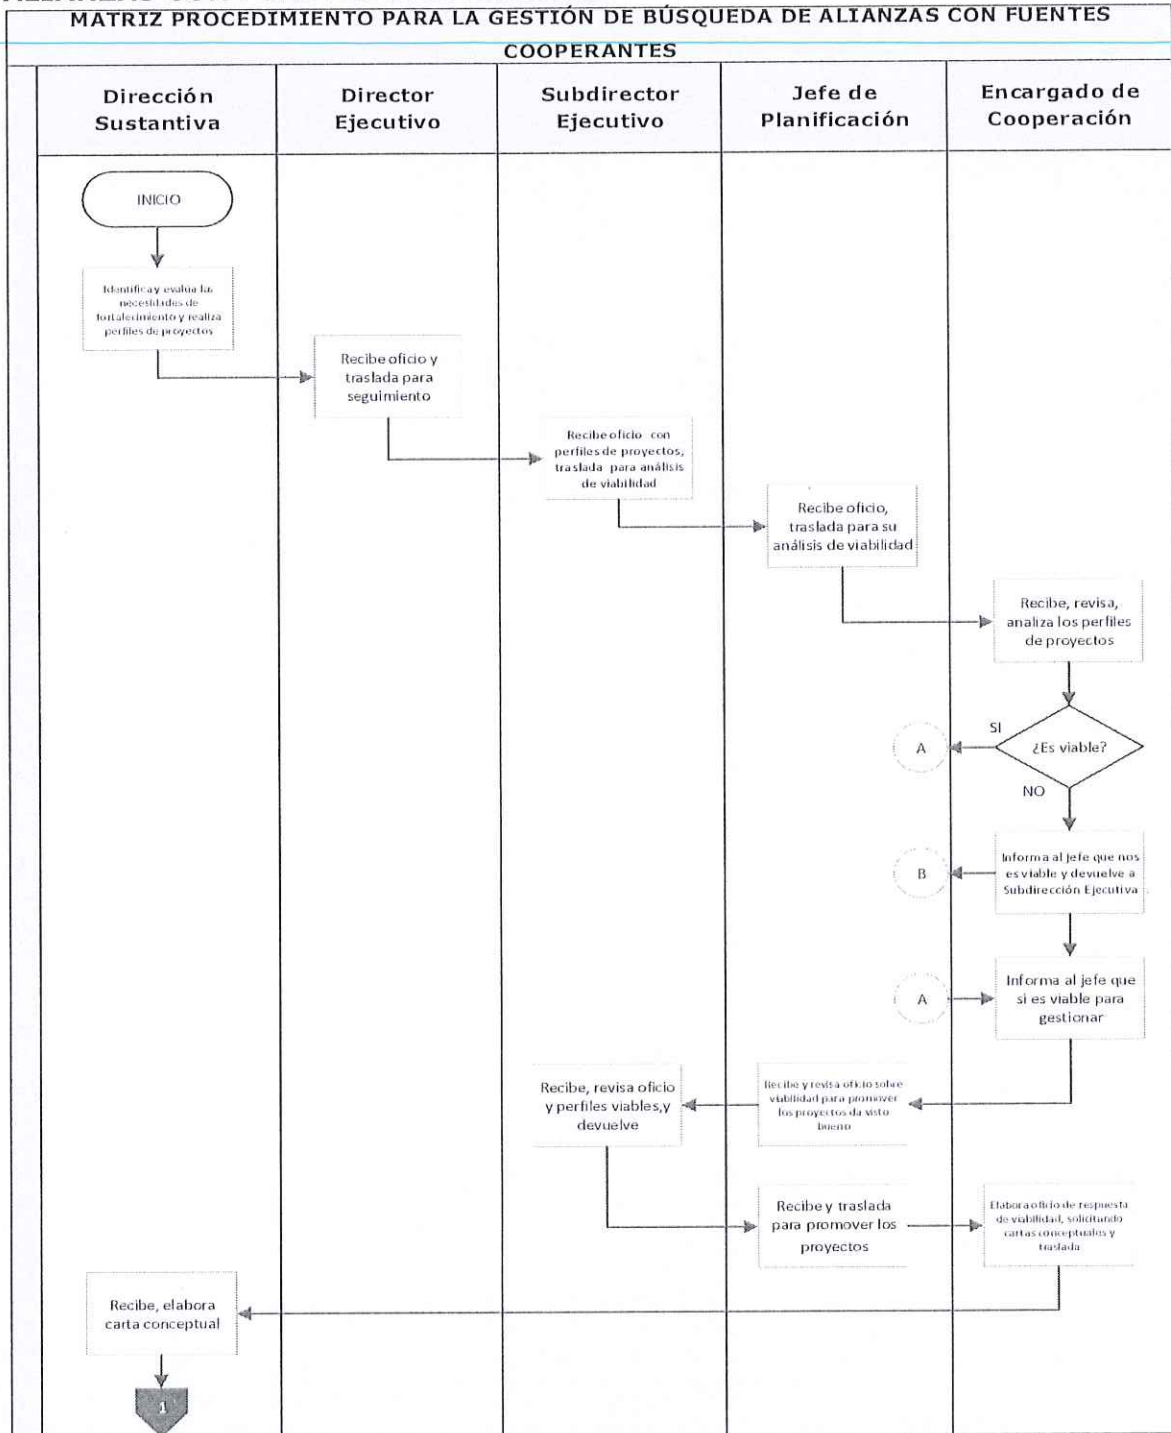 MATRIZ PROCEDIMIENTO PARA LA GESTIÓN DE BÚSQUEDA DE ALIANZAS CON FUENTES
COOPERANTES
Dirección
Sustantiva
Director
Ejecutivo
Subdirector
Ejecutivo
Jefe de
Planificación
Encargado de
Cooperación
INICIO
Identifica y evalúa las
necesidades de
fortalecimiento y realiza
perfiles de proyectos
Recibe oficio y
traslada para
seguimiento
Recibe oficio con
perfiles de proyectos,
traslada para análisis
de viabilidad
Recibe oficio,
traslada para su
análisis de viabilidad
Recibe, revisa,
analiza los perfiles
de proyectos
SI
A
¿Es viable?
NO
Informa al jefe que nos
es viable y devuelve a
Subdirección Ejecutiva
B
A
Informa al jefe que
si es viable para
gestionar
Recibe y revisa oficio sobre
viabilidad para promover
los proyectos da visto
bueno
Recibe, revisa oficio
y perfiles viables,y
devuelve
Recibe y traslada
para promover los
proyectos
Elabora oficio de respuesta
de viabilidad, solicitando
cartas conceptuales y
traslada
Recibe, elabora
carta conceptual
1